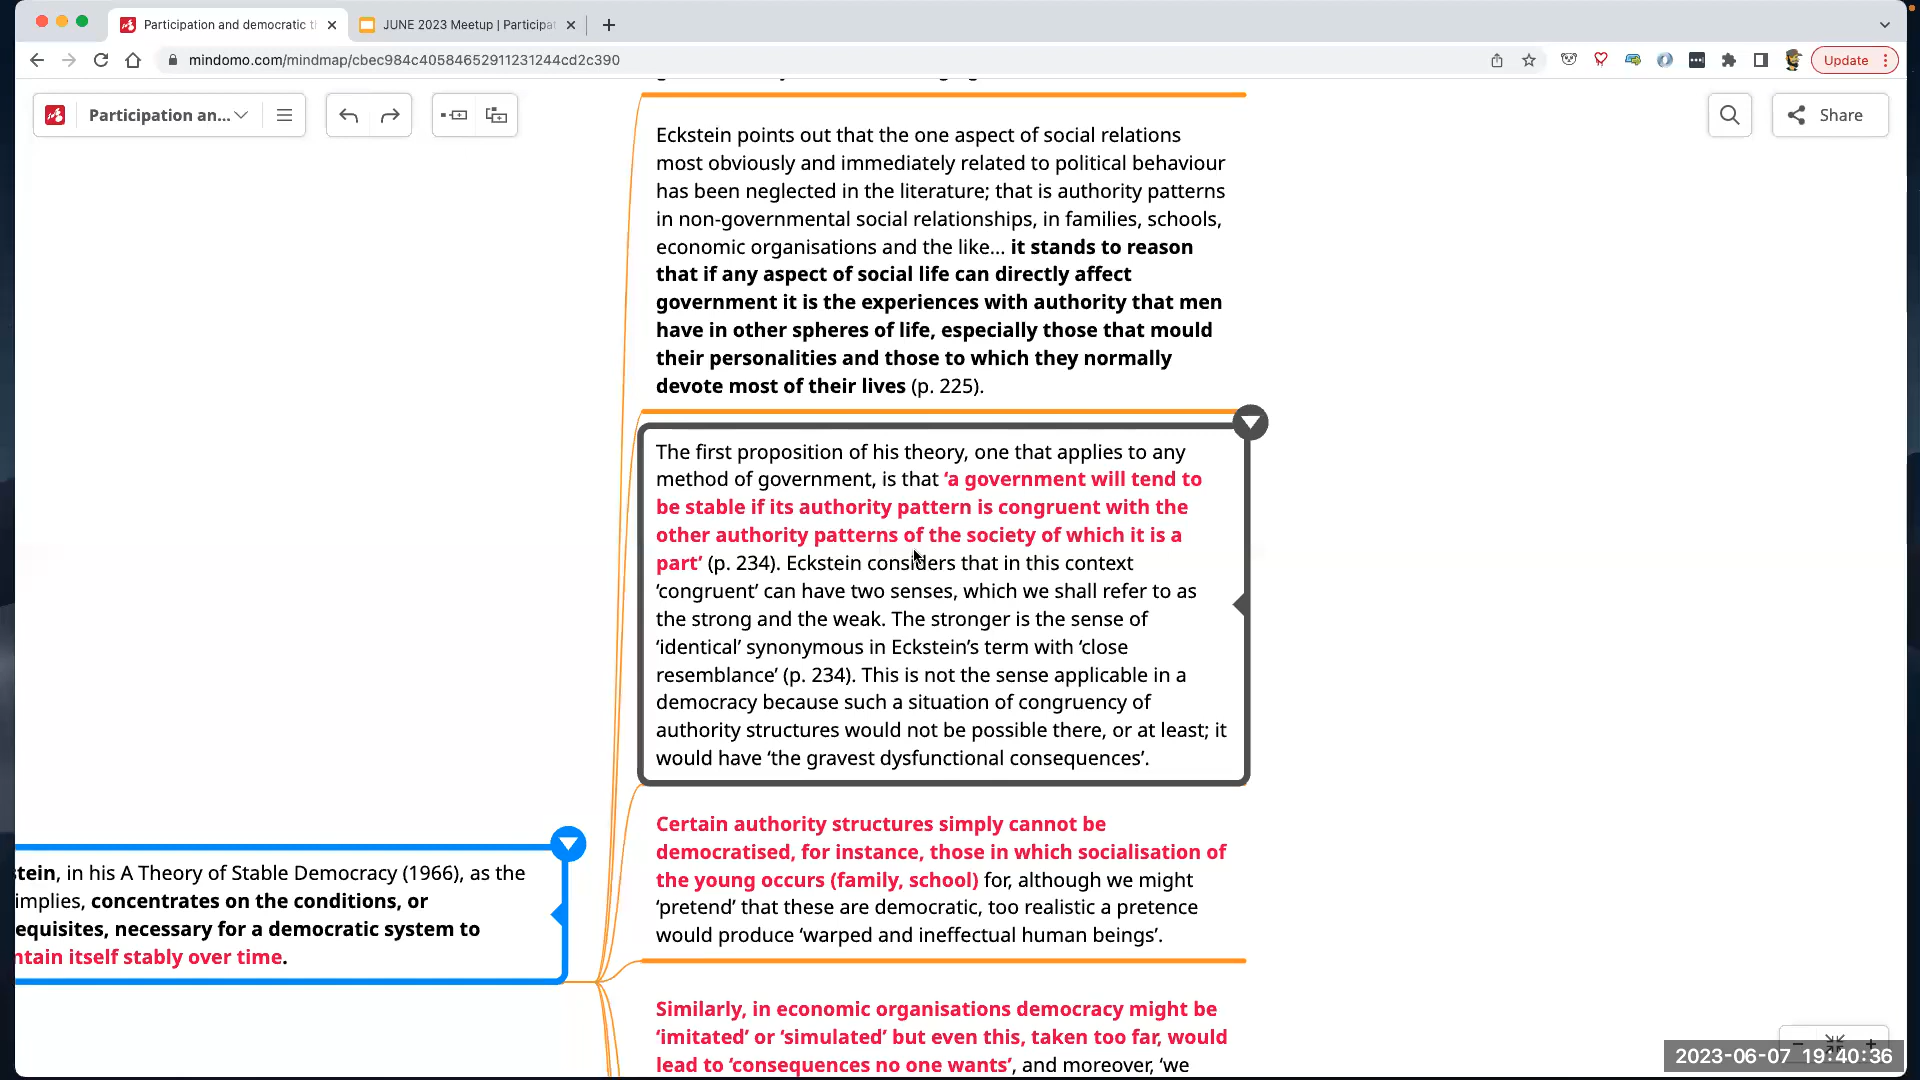 Participation and democratic t
JUNE 2023 Meetup | Participat
mindomo.com/mindmap/cbec984c40584652911231244cd2c390
Update
Participation an...
Share
Eckstein points out that the one aspect of social relations
most obviously and immediately related to political behaviour
has been neglected in the literature; that is authority patterns
in non-governmental social relationships, in families, schools,
economic organisations and the like... it stands to reason
that if any aspect of social life can directly affect
government it is the experiences with authority that men
have in other spheres of life, especially those that mould
their personalities and those to which they normally
devote most of their lives (p. 225).
The first proposition of his theory, one that applies to any
method of government, is that ‘a government will tend to
be stable if its authority pattern is congruent with the
other authority patterns of the society of which it is a
part’ (p. 234). Eckstein considers that in this context
‘congruent’ can have two senses, which we shall refer to as
the strong and the weak. The stronger is the sense of
‘identical’ synonymous in Eckstein’s term with ‘close
resemblance’ (p. 234). This is not the sense applicable in a
democracy because such a situation of congruency of
authority structures would not be possible there, or at least; it
would have ‘the gravest dysfunctional consequences’.
Certain authority structures simply cannot be
democratised, for instance, those in which socialisation of
the young occurs (family, school) for, although we might
‘pretend’ that these are democratic, too realistic a pretence
would produce ‘warped and ineffectual human beings’.
stein, in his A Theory of Stable Democracy (1966), as the
implies, concentrates on the conditions, or
equisites, necessary for a democratic system to
ntain itself stably over time.
Similarly, in economic organisations democracy might be
‘imitated’ or ‘simulated’ but even this, taken too far, would
lead to ‘consequences no one wants’, and moreover, ‘we
2023-06-07 19:40:36